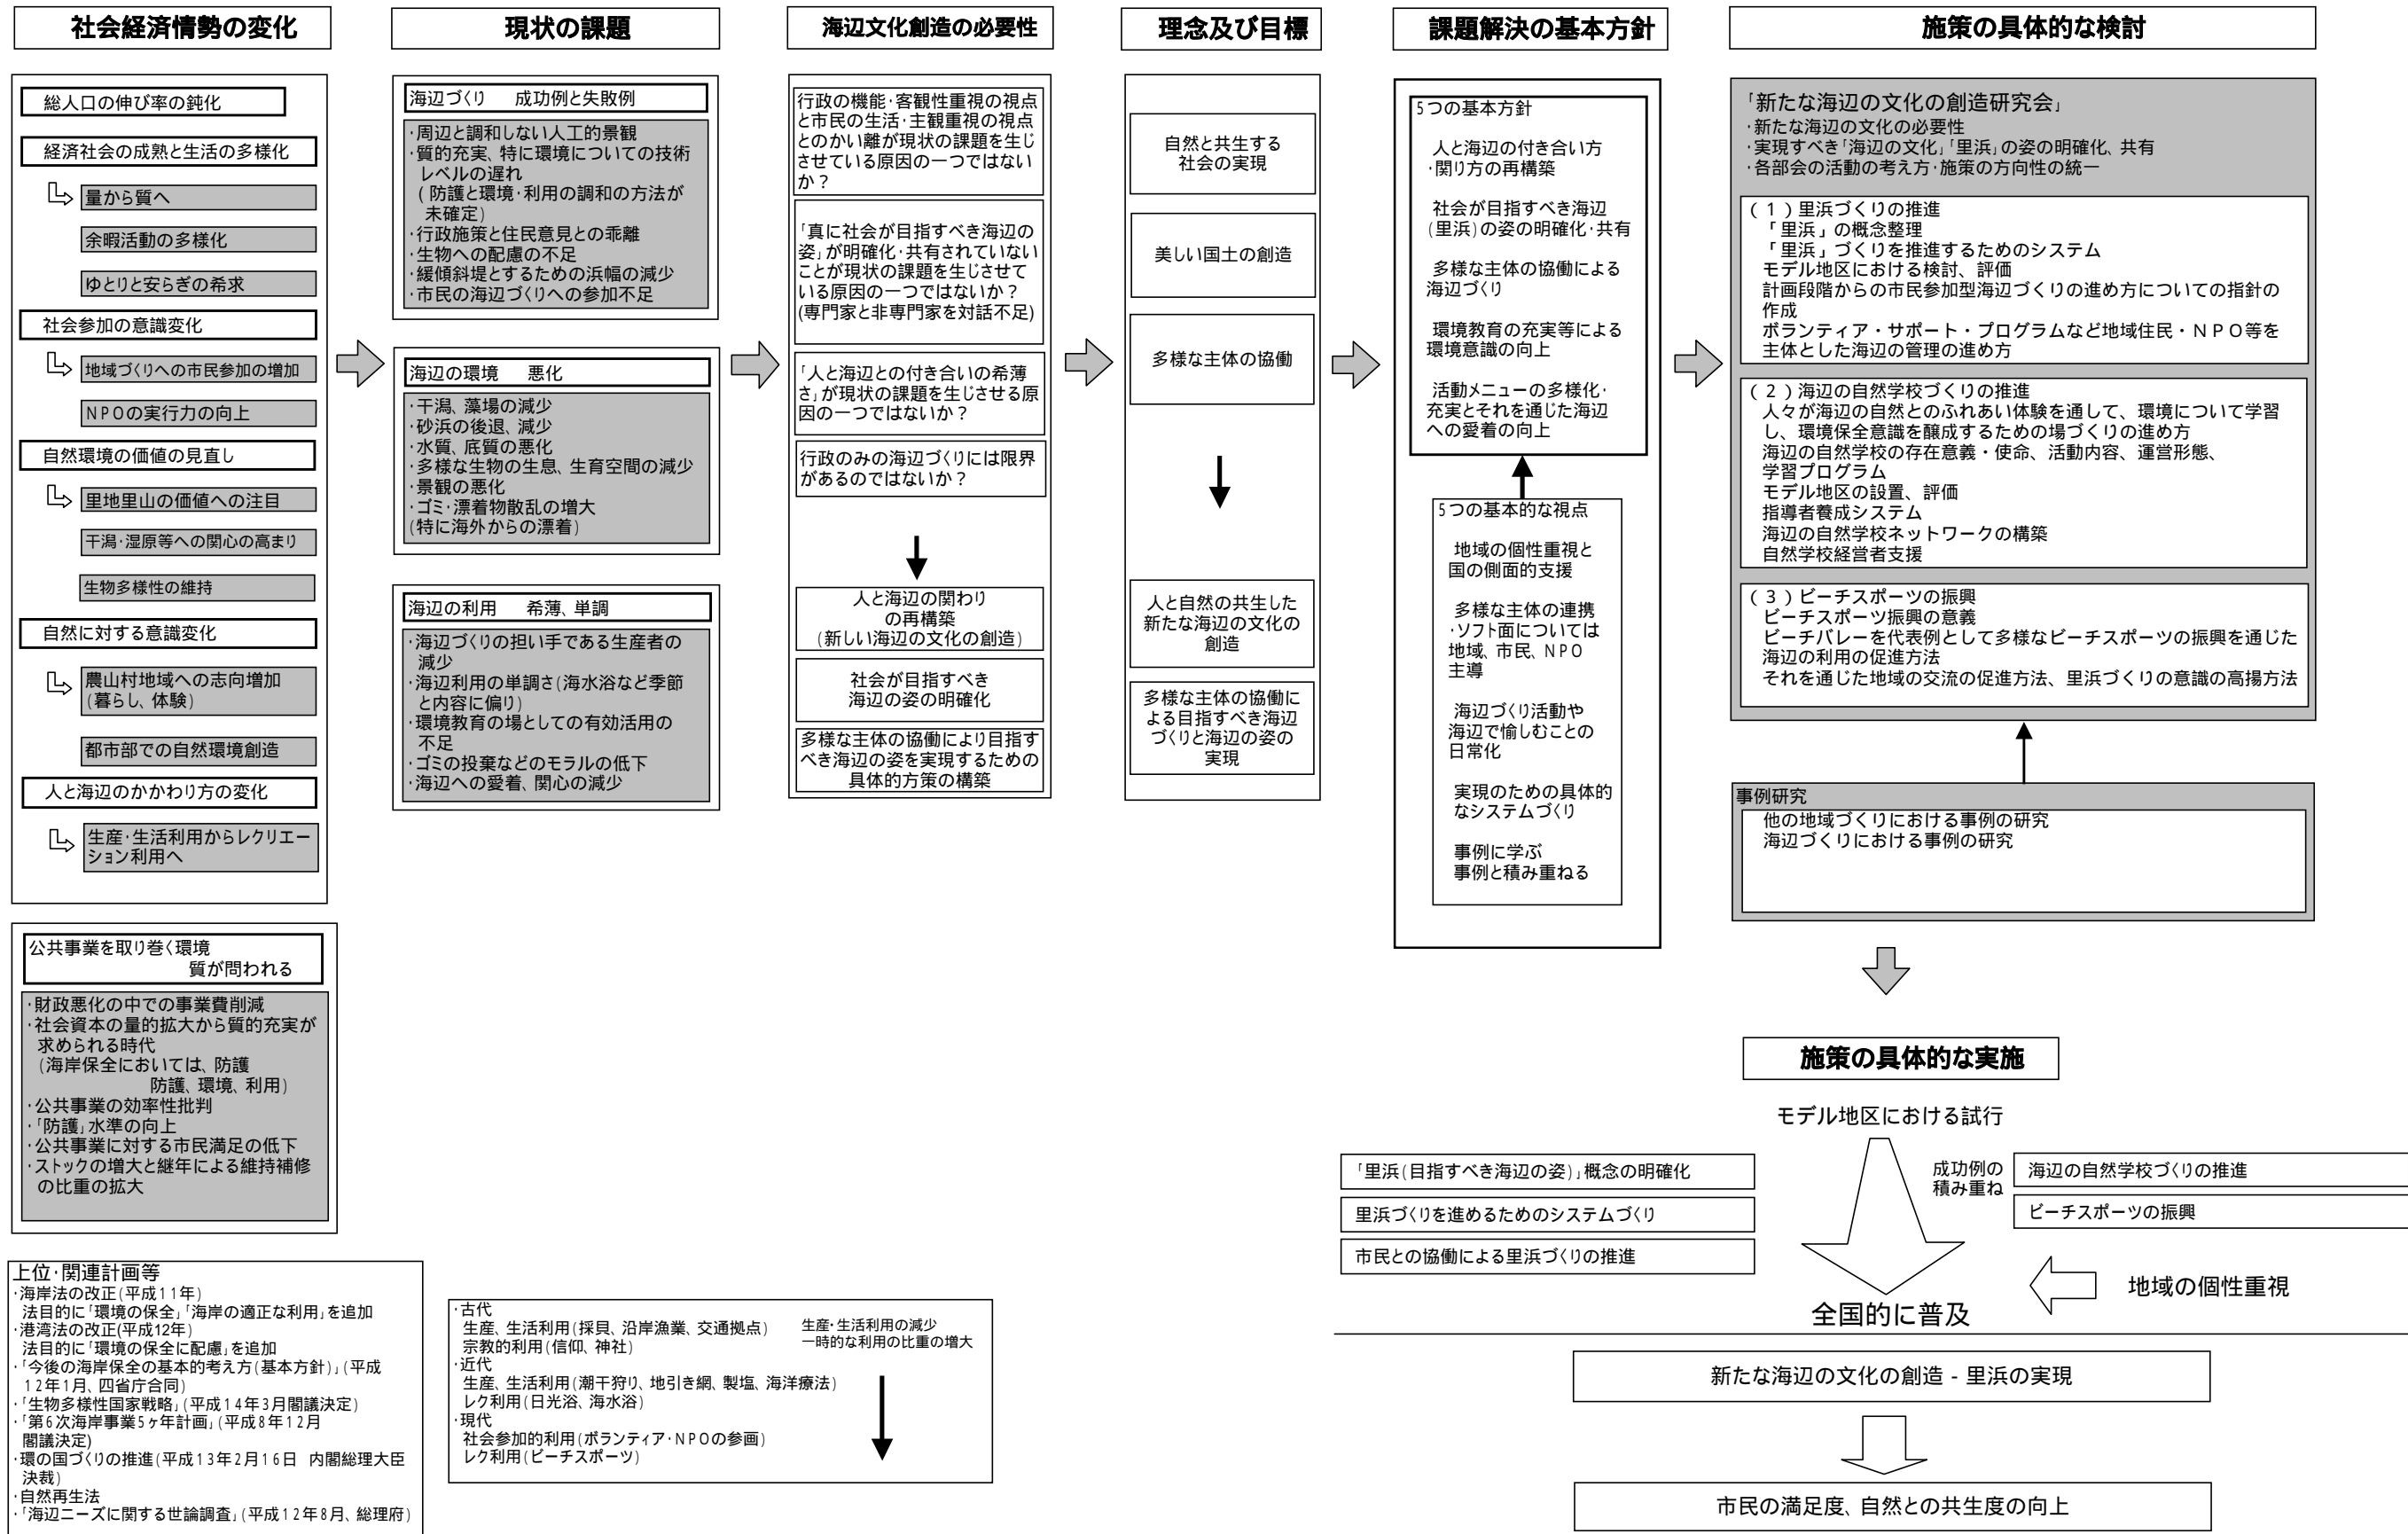 社会経済情勢の変化
総人口の伸び率の鈍化
経済社会の成熟と生活の多様化
量から質へ
余暇活動の多様化
ゆとりと安らぎの希求
社会参加の意識変化
地域づくりへの市民参加の増加
NPOの実行力の向上
自然環境の価値の見直し
里地里山の価値への注目
干潟・湿原等への関心の高まり
生物多様性の維持
自然に対する意識変化
農山村地域への志向増加
(暮らし、体験)
都市部での自然環境創造
人と海辺のかかわり方の変化
生産・生活利用からレクリエー
ション利用へ
公共事業を取り巻く環境
質が問われる
・財政悪化の中での事業費削減
・社会資本の量的拡大から質的充実が
求められる時代
(海岸保全においては、防護
防護、環境、利用)
・公共事業の効率性批判
・「防護」水準の向上
・公共事業に対する市民満足の低下
・ストックの増大と継年による維持補修
の比重の拡大
上位・関連計画等
・海岸法の改正(平成11年)
法目的に「環境の保全」「海岸の適正な利用」を追加
・港湾法の改正(平成12年)
法目的に「環境の保全に配慮」を追加
・「今後の海岸保全の基本的考え方(基本方針)」(平成
12年1月、四省庁合同)
・「生物多様性国家戦略」(平成14年3月閣議決定)
・「第6次海岸事業5ヶ年計画」(平成8年12月
閣議決定)
・環の国づくりの推進(平成13年2月16日 内閣総理大臣
決裁)
・自然再生法
・「海辺ニーズに関する世論調査」(平成12年8月、総理府)
現状の課題
海辺づくり 成功例と失敗例
・周辺と調和しない人工的景観
・質的充実、特に環境についての技術
レベルの遅れ
(防護と環境・利用の調和の方法が
未確定)
・行政施策と住民意見との乖離
・生物への配慮の不足
・緩傾斜堤とするための浜幅の減少
・市民の海辺づくりへの参加不足
海辺の環境 悪化
・干潟、藻場の減少
・砂浜の後退、減少
・水質、底質の悪化
・多様な生物の生息、生育空間の減少
・景観の悪化
・ゴミ・漂着物散乱の増大
(特に海外からの漂着)
海辺の利用 希薄、単調
・海辺づくりの担い手である生産者の
減少
・海辺利用の単調さ(海水浴など季節
と内容に偏り)
・環境教育の場としての有効活用の
不足
・ゴミの投棄などのモラルの低下
・海辺への愛着、関心の減少
・古代
生産、生活利用(採貝、沿岸漁業、交通拠点)
宗教的利用(信仰、神社)
・近代
生産、生活利用(潮干狩り、地引き網、製塩、海洋療法)
レク利用(日光浴、海水浴)
・現代
社会参加的利用(ボランティア・NPOの参画)
レク利用(ビーチスポーツ)
生産・生活利用の減少
一時的な利用の比重の増大
海辺文化創造の必要性
行政の機能・客観性重視の視点
と市民の生活・主観重視の視点
とのかい離が現状の課題を生じ
させている原因の一つではない
か?
「真に社会が目指すべき海辺の
姿」が明確化・共有されていない
ことが現状の課題を生じさせて
いる原因の一つではないか?
(専門家と非専門家を対話不足)
「人と海辺との付き合いの希薄
さ」が現状の課題を生じさせる原
因の一つではないか?
行政のみの海辺づくりには限界
があるのではないか?
人と海辺の関わり
の再構築
(新しい海辺の文化の創造)
社会が目指すべき
海辺の姿の明確化
多様な主体の協働により目指す
べき海辺の姿を実現するための
具体的方策の構築
理念及び目標
自然と共生する
社会の実現
美しい国土の創造
多様な主体の協働
人と自然の共生した
新たな海辺の文化の
創造
多様な主体の協働に
よる目指すべき海辺
づくりと海辺の姿の
実現
課題解決の基本方針
5つの基本方針
人と海辺の付き合い方
・関り方の再構築
社会が目指すべき海辺
(里浜)の姿の明確化・共有
多様な主体の協働による
海辺づくり
環境教育の充実等による
環境意識の向上
活動メニューの多様化・
充実とそれを通じた海辺
への愛着の向上
5つの基本的な視点
地域の個性重視と
国の側面的支援
多様な主体の連携
・ソフト面については
地域、市民、NPO
主導
海辺づくり活動や
海辺で愉しむことの
日常化
実現のための具体的
なシステムづくり
事例に学ぶ
事例と積み重ねる
施策の具体的な検討
「新たな海辺の文化の創造研究会」
・新たな海辺の文化の必要性
・実現すべき「海辺の文化」「里浜」の姿の明確化、共有
・各部会の活動の考え方・施策の方向性の統一
(1)里浜づくりの推進
「里浜」の概念整理
「里浜」づくりを推進するためのシステム
モデル地区における検討、評価
計画段階からの市民参加型海辺づくりの進め方についての指針の
作成
ボランティア・サポート・プログラムなど地域住民・NPO等を
主体とした海辺の管理の進め方
(2)海辺の自然学校づくりの推進
人々が海辺の自然とのふれあい体験を通して、環境について学習
し、環境保全意識を醸成するための場づくりの進め方
海辺の自然学校の存在意義・使命、活動内容、運営形態、
学習プログラム
モデル地区の設置、評価
指導者養成システム
海辺の自然学校ネットワークの構築
自然学校経営者支援
(3)ビーチスポーツの振興
ビーチスポーツ振興の意義
ビーチバレーを代表例として多様なビーチスポーツの振興を通じた
海辺の利用の促進方法
それを通じた地域の交流の促進方法、里浜づくりの意識の高揚方法
事例研究
他の地域づくりにおける事例の研究
海辺づくりにおける事例の研究
施策の具体的な実施
モデル地区における試行
「里浜(目指すべき海辺の姿)」概念の明確化
里浜づくりを進めるためのシステムづくり
市民との協働による里浜づくりの推進
成功例の
積み重ね
海辺の自然学校づくりの推進
ビーチスポーツの振興
地域の個性重視
全国的に普及
新たな海辺の文化の創造 - 里浜の実現
市民の満足度、自然との共生度の向上